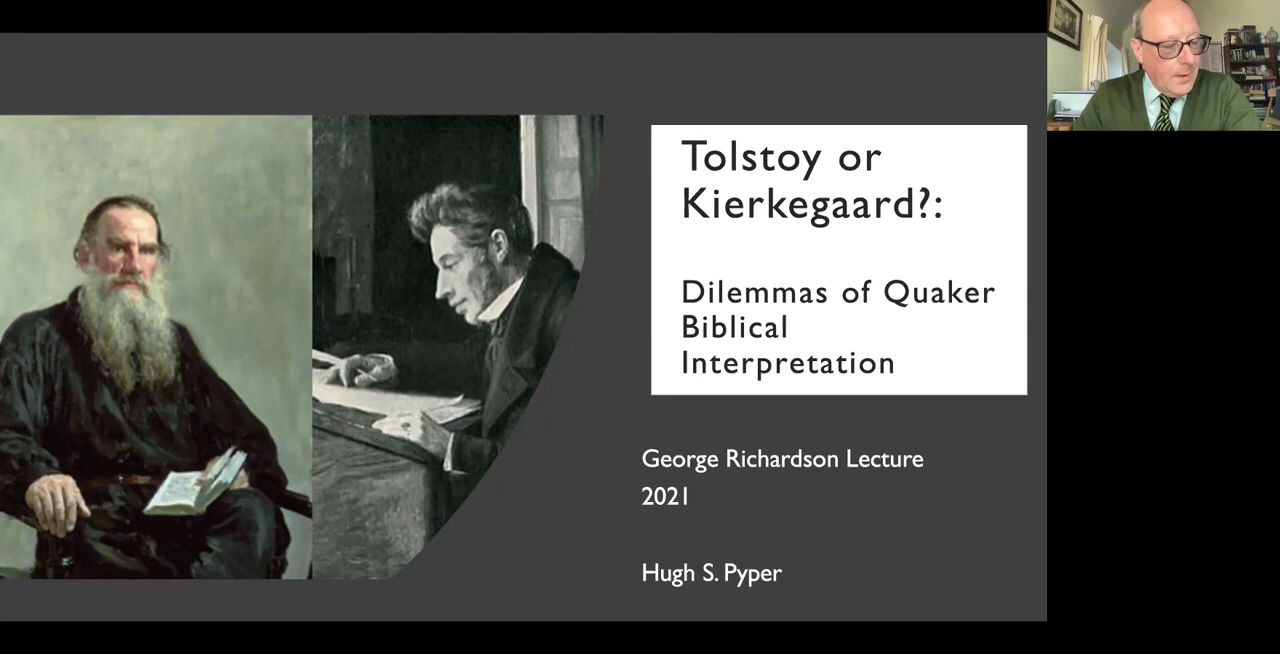 Tolstoy or
Kierkegaard?:
Dilemmas of Quaker
Biblical
Interpretation
George Richardson Lecture
2021
Hugh S. Pyper